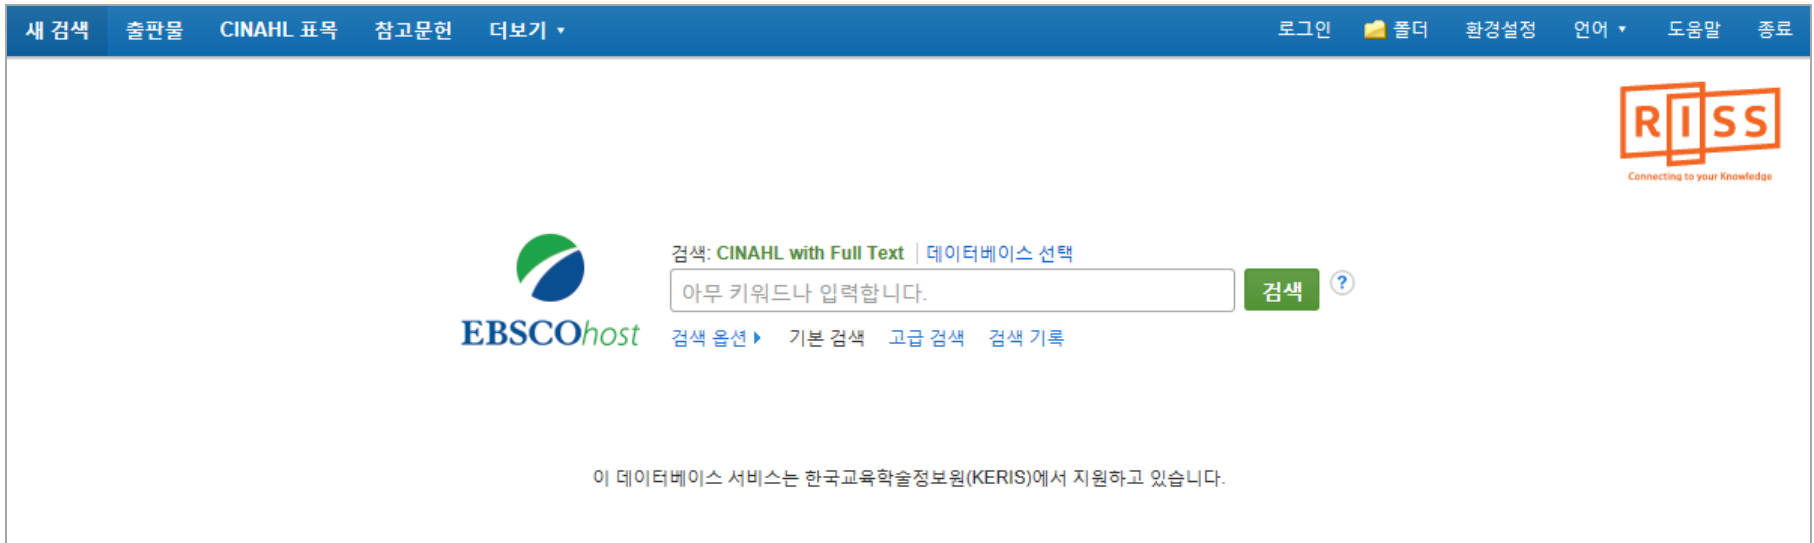 새 검색 출판물 CINAHL 표목 참고문헌 더보기 로그인 폴더 환경설정 언어 도움말 종료
RISS
Connecting to your Knowledge
검색: CINAHL with Full Text 데이터베이스 선택
아무 키워드나 입력합니다. 검색 ?
EBSCOhost
검색 옵션 기본 검색 고급 검색 검색 기록
이 데이터베이스 서비스는 한국교육학술정보원(KERIS)에서 지원하고 있습니다.